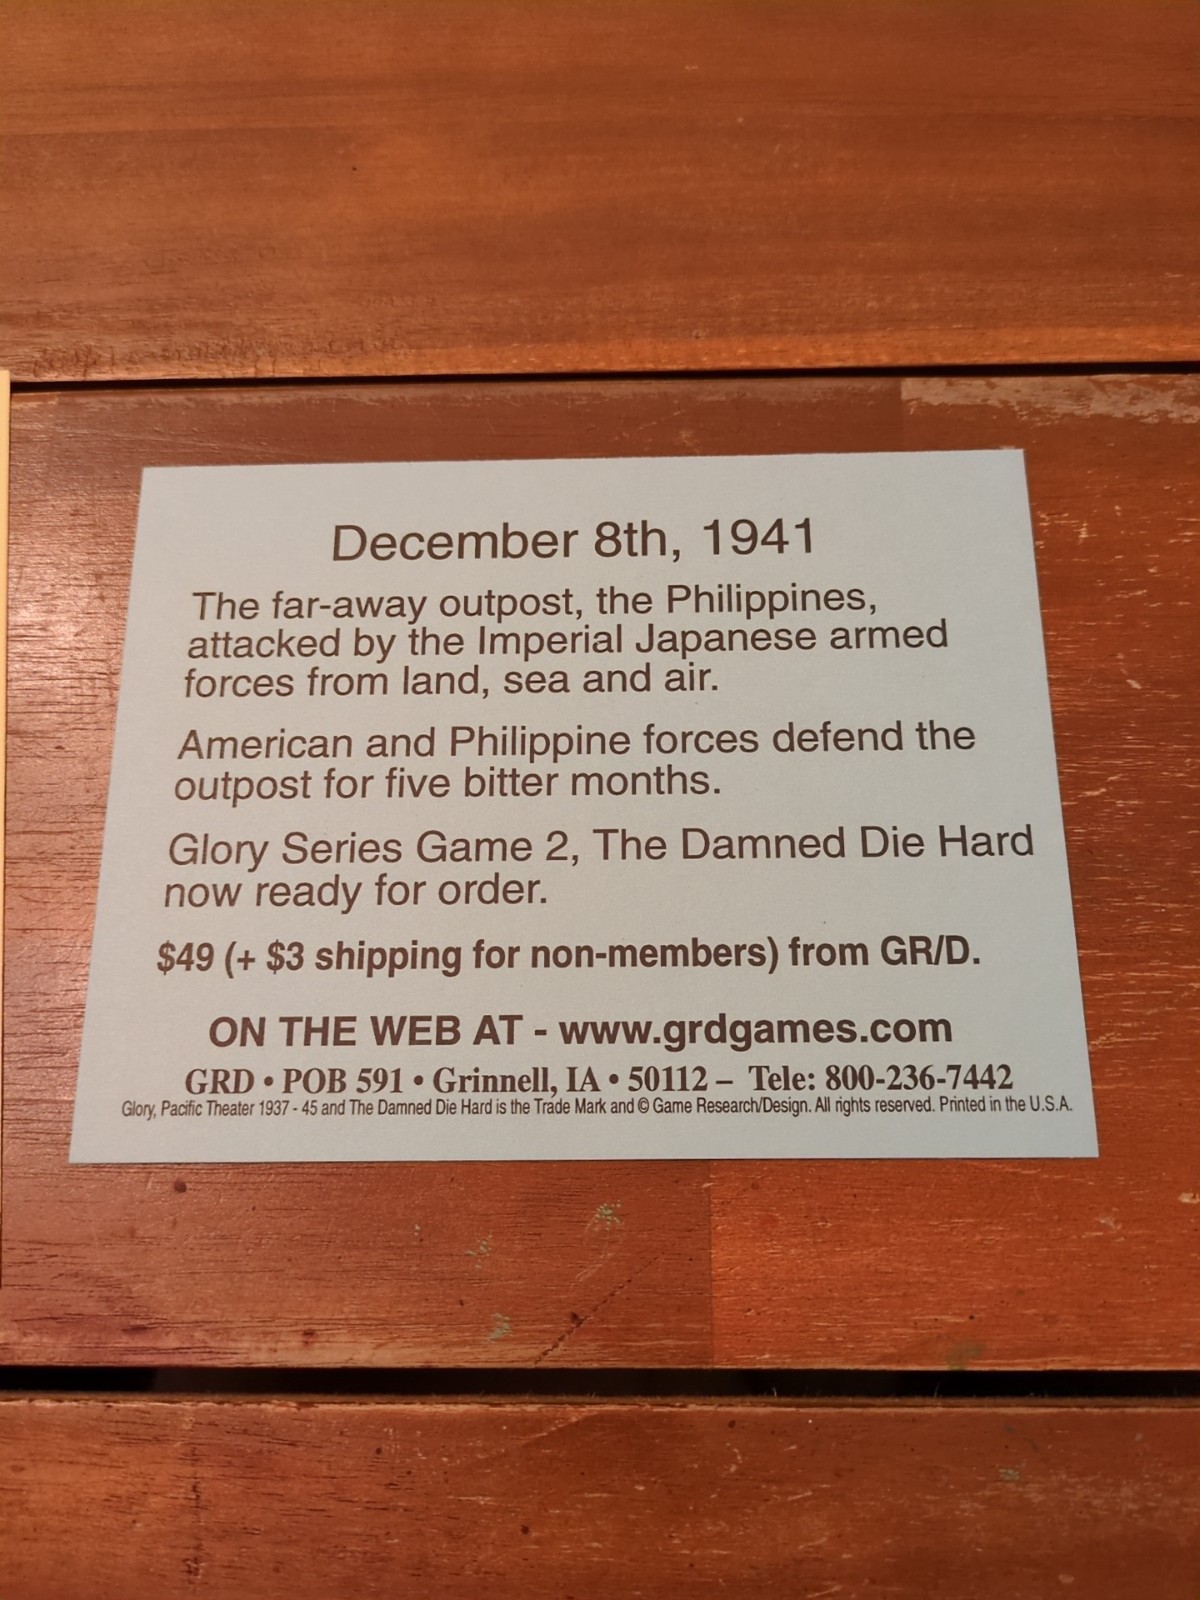 December 8th, 1941
The far-away outpost, the Philippines,
attacked by the Imperial Japanese armed
forces from land, sea and air.
American and Philippine forces defend the
outpost for five bitter months.
Glory Series Game 2, The Damned Die Hard
now ready for order.
$49 (+ $3 shipping for non-members) from GR/D.
ON THE WEB AT - www.grdgames.com
GRD • POB 591 • Grinnell, IA • 50112 – Tele: 800-236-7442
Glory, Pacific Theater 1937 - 45 and The Damned Die Hard is the Trade Mark and © Game Research/Design. All rights reserved. Printed in the U.S.A.